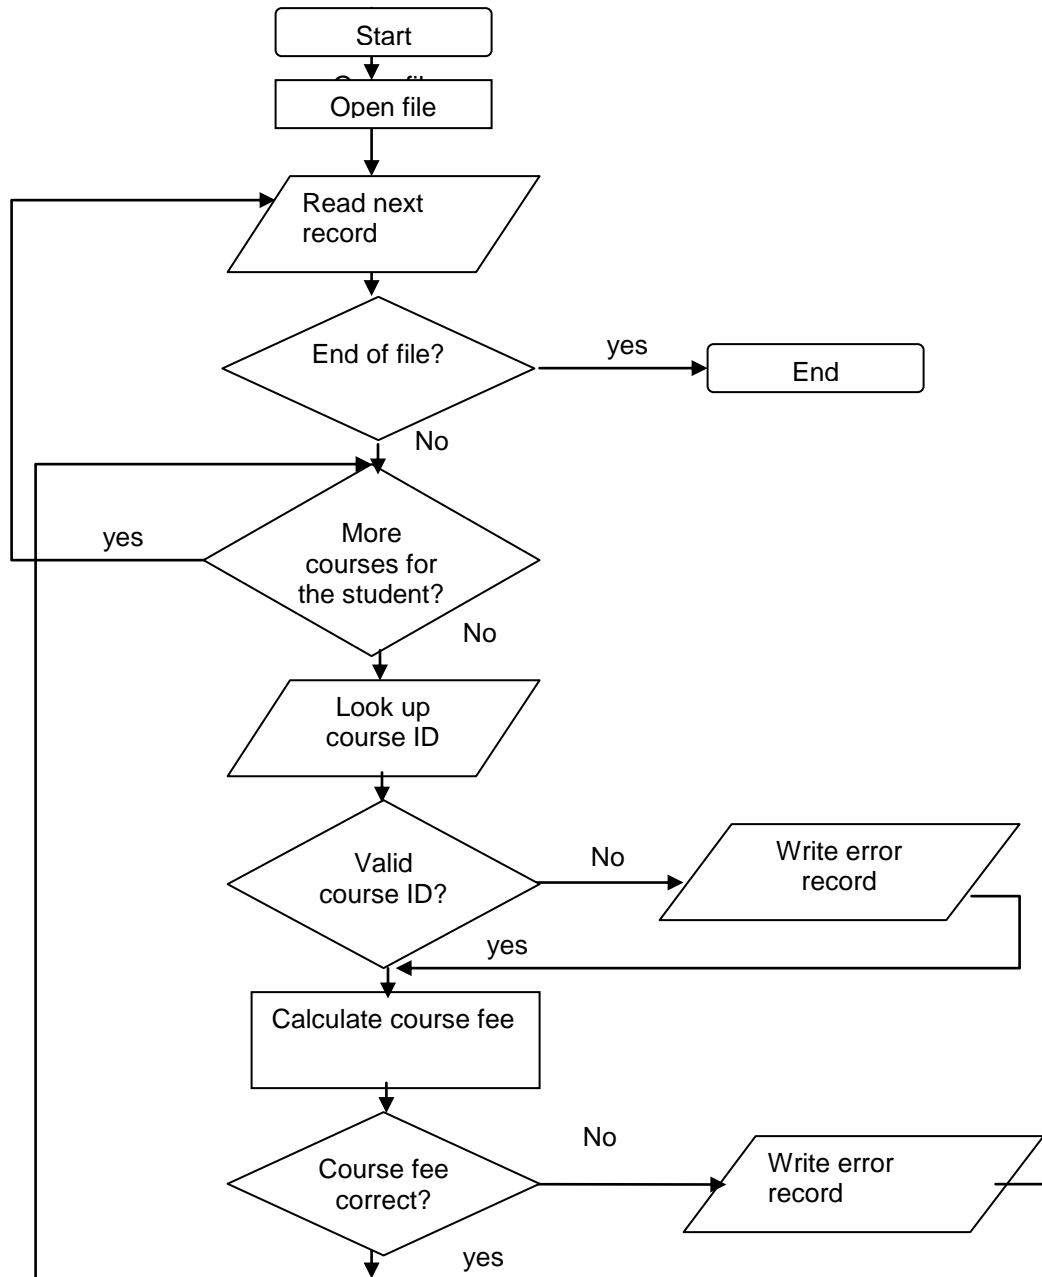 Start
Open file
Read next
record
End of file?
yes
End
No
yes
More
courses for
the student?
No
Look up
course ID
Valid
course ID?
No
Write error
record
yes
Calculate course fee
Course fee
correct?
No
Write error
record
yes